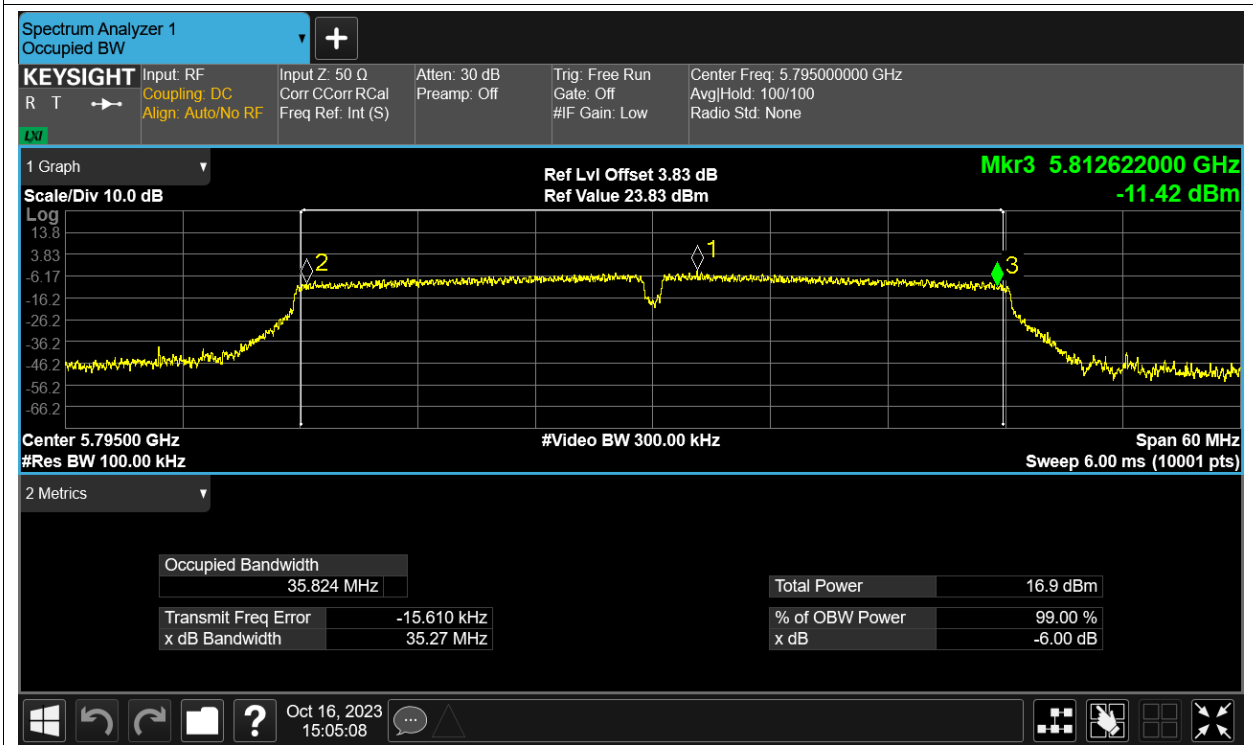 Spectrum Analyzer 1
Occupied BW
KEYSIGHT
R T
LXI
Input: RF
Coupling: DC
Align: Auto/No RF
Input Z: 50 Ω
Corr CCorr RCal
Freq Ref: Int (S)
Atten: 30 dB
Preamp: Off
Trig: Free Run
Gate: Off
#IF Gain: Low
Center Freq: 5.795000000 GHz
Avg|Hold: 100/100
Radio Std: None
1 Graph
Scale/Div 10.0 dB
Ref Lvl Offset 3.83 dB
Ref Value 23.83 dBm
Mkr3 5.812622000 GHz
-11.42 dBm
Log
13.8
3.83
-6.17
-16.2
-26.2
-36.2
-46.2
-56.2
-66.2
2
1
3
Center 5.79500 GHz
#Video BW 300.00 kHz
Span 60 MHz
#Res BW 100.00 kHz
Sweep 6.00 ms (10001 pts)
2 Metrics
Occupied Bandwidth
35.824 MHz
Transmit Freq Error -15.610 kHz
x dB Bandwidth 35.27 MHz
Total Power 16.9 dBm
% of OBW Power 99.00 %
x dB -6.00 dB
?
Oct 16, 2023
15:05:08